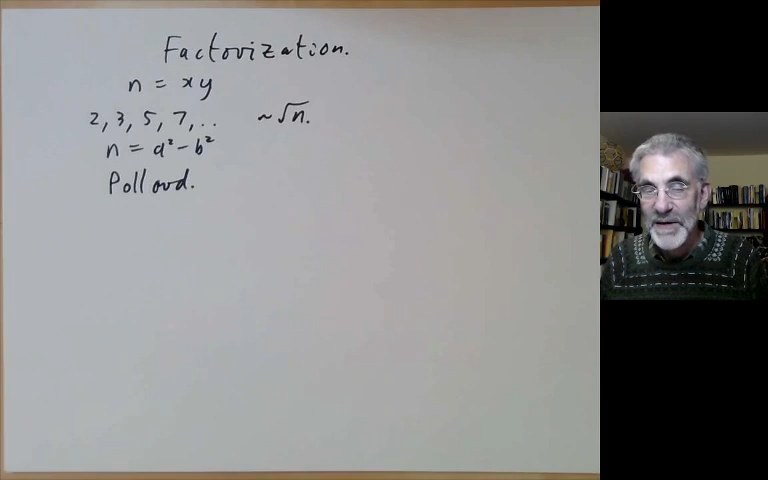 Factorization.
n = xy
2, 3, 5, 7, .. ~√n.
n = a² - b²
Pollard.